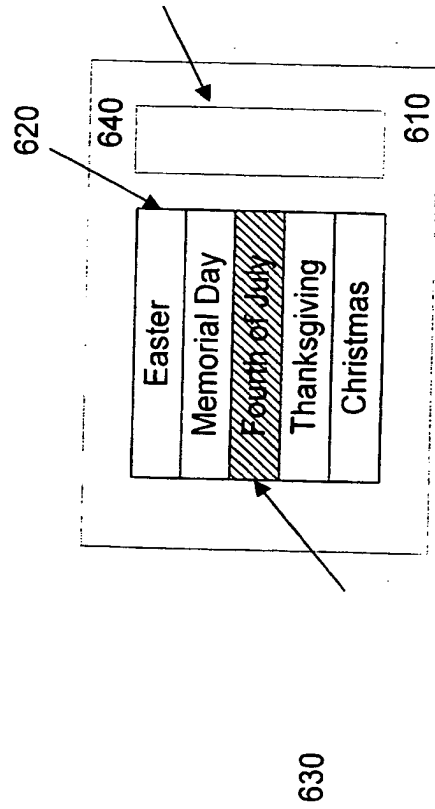 620
640
Easter
Memorial Day
Fourth of July
Thanksgiving
Christmas
610
630